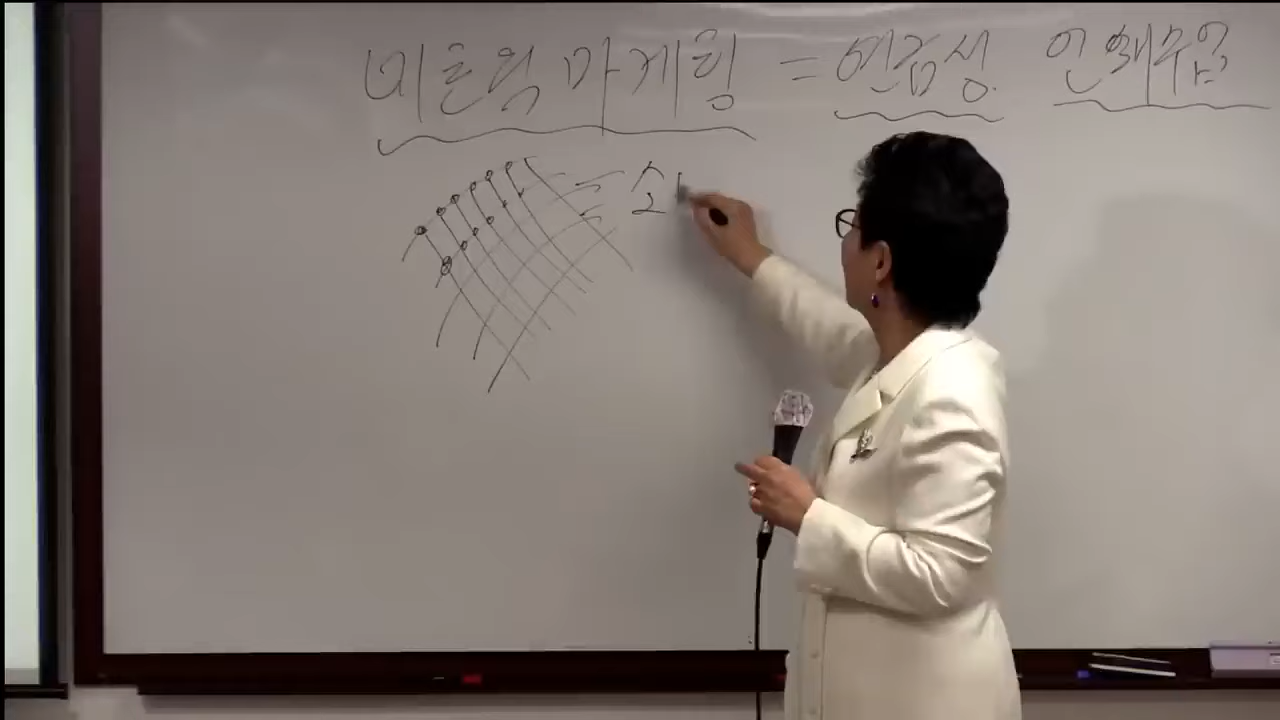 네트웍 마케팅 = 연금성 인세수입
= 소